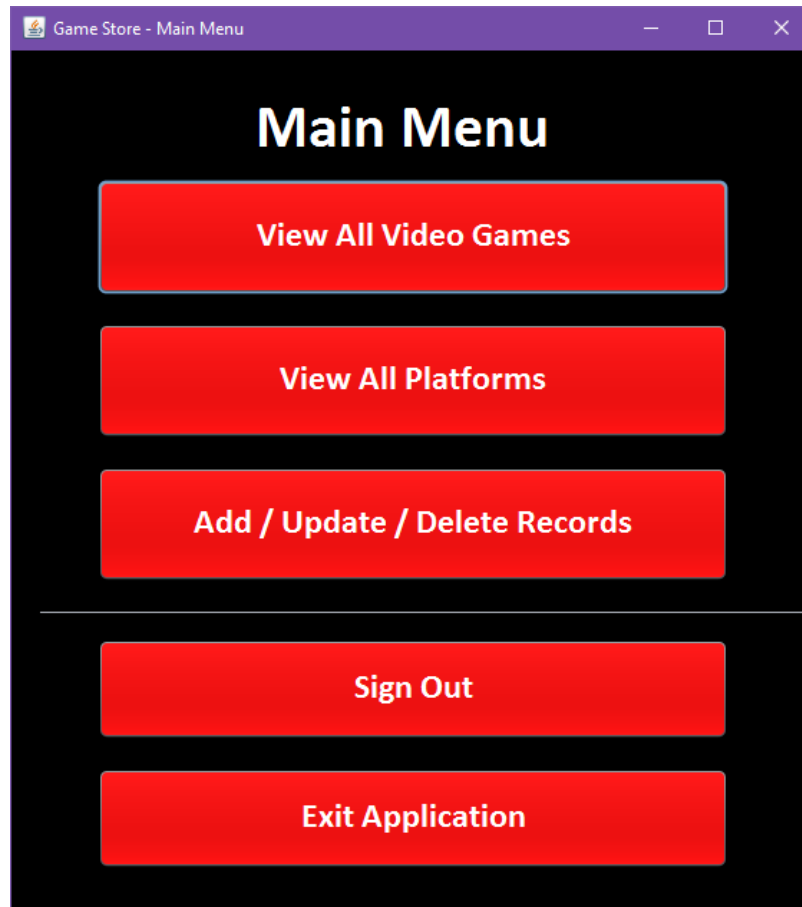 Game Store - Main Menu
Main Menu
View All Video Games
View All Platforms
Add / Update / Delete Records
Sign Out
Exit Application